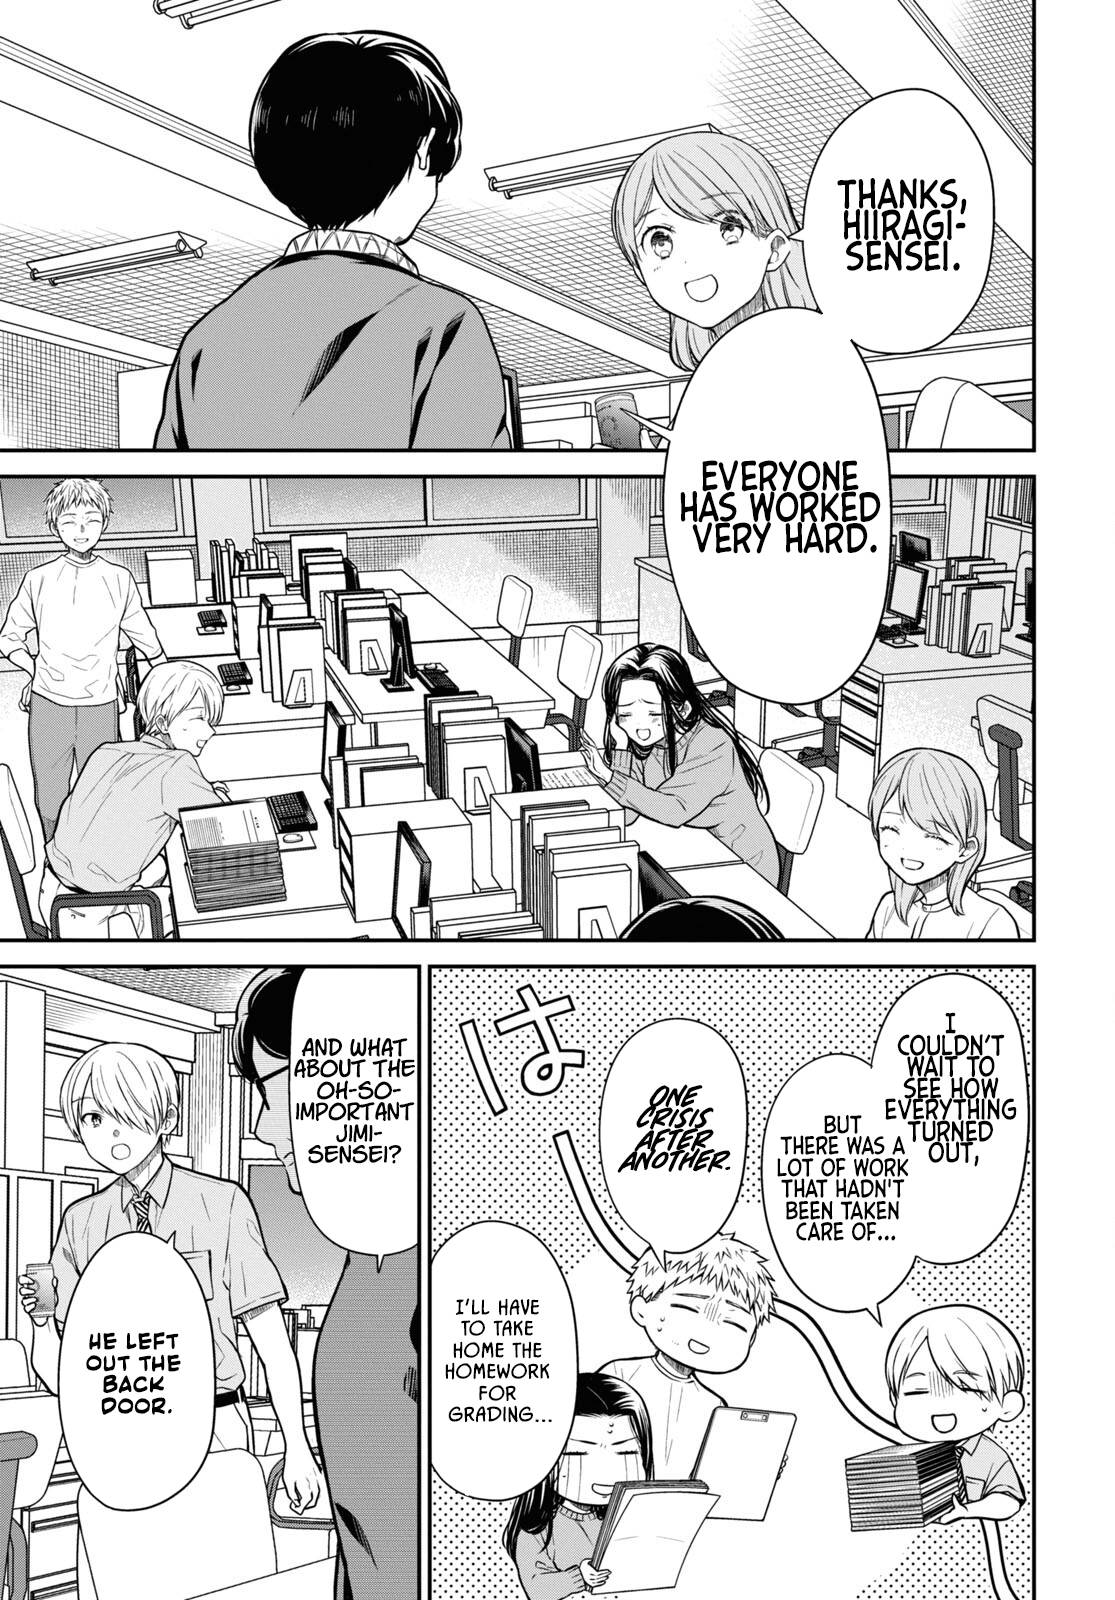 THANKS,
HIIRAGI-
SENSEI.
EVERYONE
HAS WORKED
VERY HARD.
I
COULDN'T
WAIT TO
SEE HOW
EVERYTHING
TURNED
OUT,
BUT
THERE WAS A
LOT OF WORK
THAT HADN'T
BEEN TAKEN
CARE OF...
ONE
CRISIS
AFTER
ANOTHER.
は
I'LL HAVE
TO TAKE
HOME THE
HOMEWORK
FOR
GRADING...
AND WHAT
ABOUT THE
OH-SO-
IMPORTANT
JIMI-
SENSEI?
HE LEFT
OUT THE
BACK
DOOR.